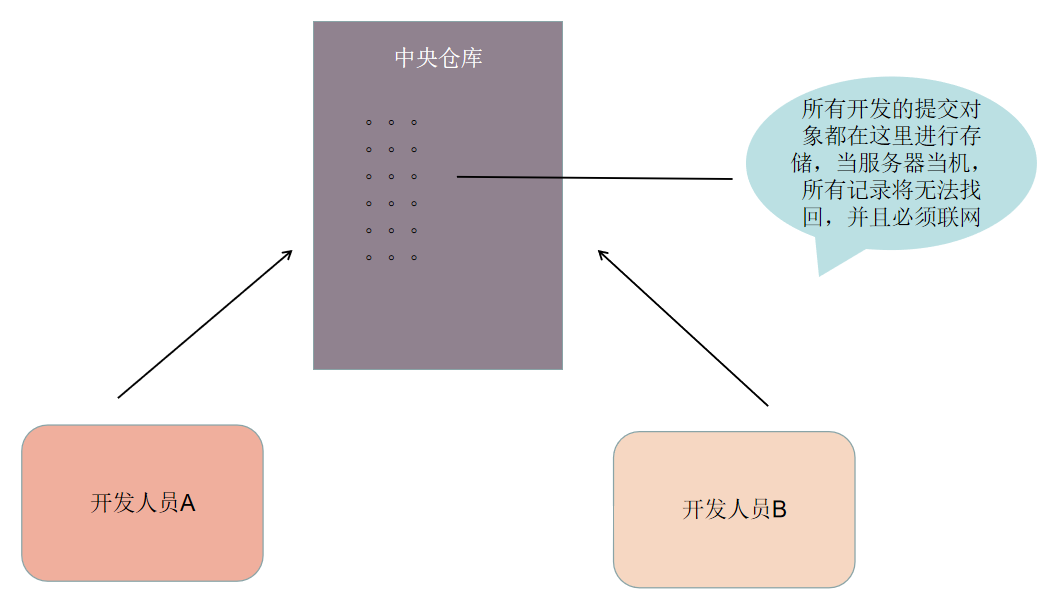 中央仓库
。。。
。。。
。。。
。。。
。。。
。。。
所有开发的提交对
象都在这里进行存
储，当服务器当机，
所有记录将无法找
回，并且必须联网
开发人员A
开发人员B